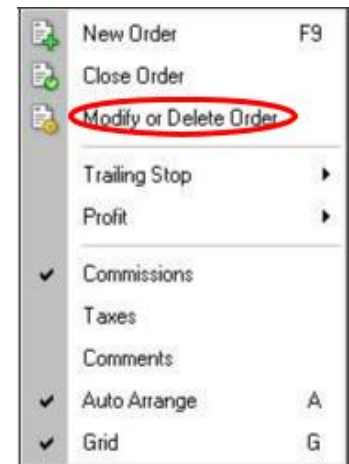 New Order F9
Close Order
Modify or Delete Order
Trailing Stop
Profit
Commissions
Taxes
Comments
Auto Arrange A
Grid G